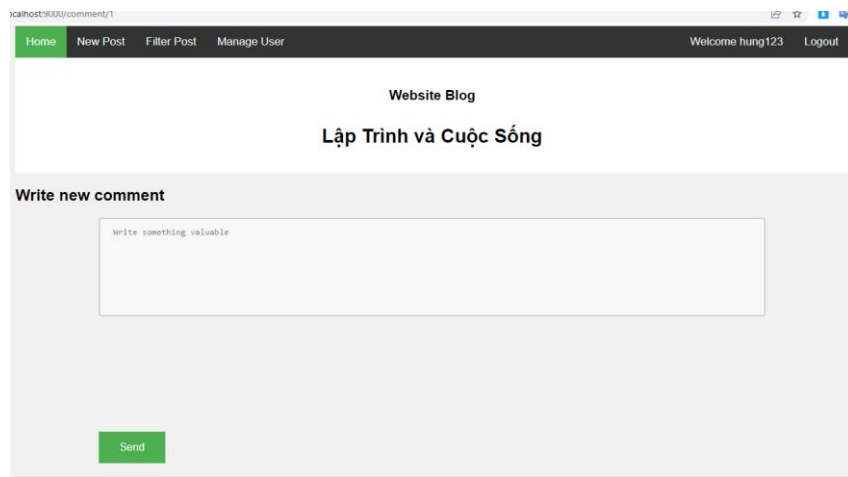 ocalhost:9000/comment/1
Home New Post Filter Post Manage User Welcome hung123 Logout
Website Blog
Lập Trình và Cuộc Sống
Write new comment
Write something valuable
Send